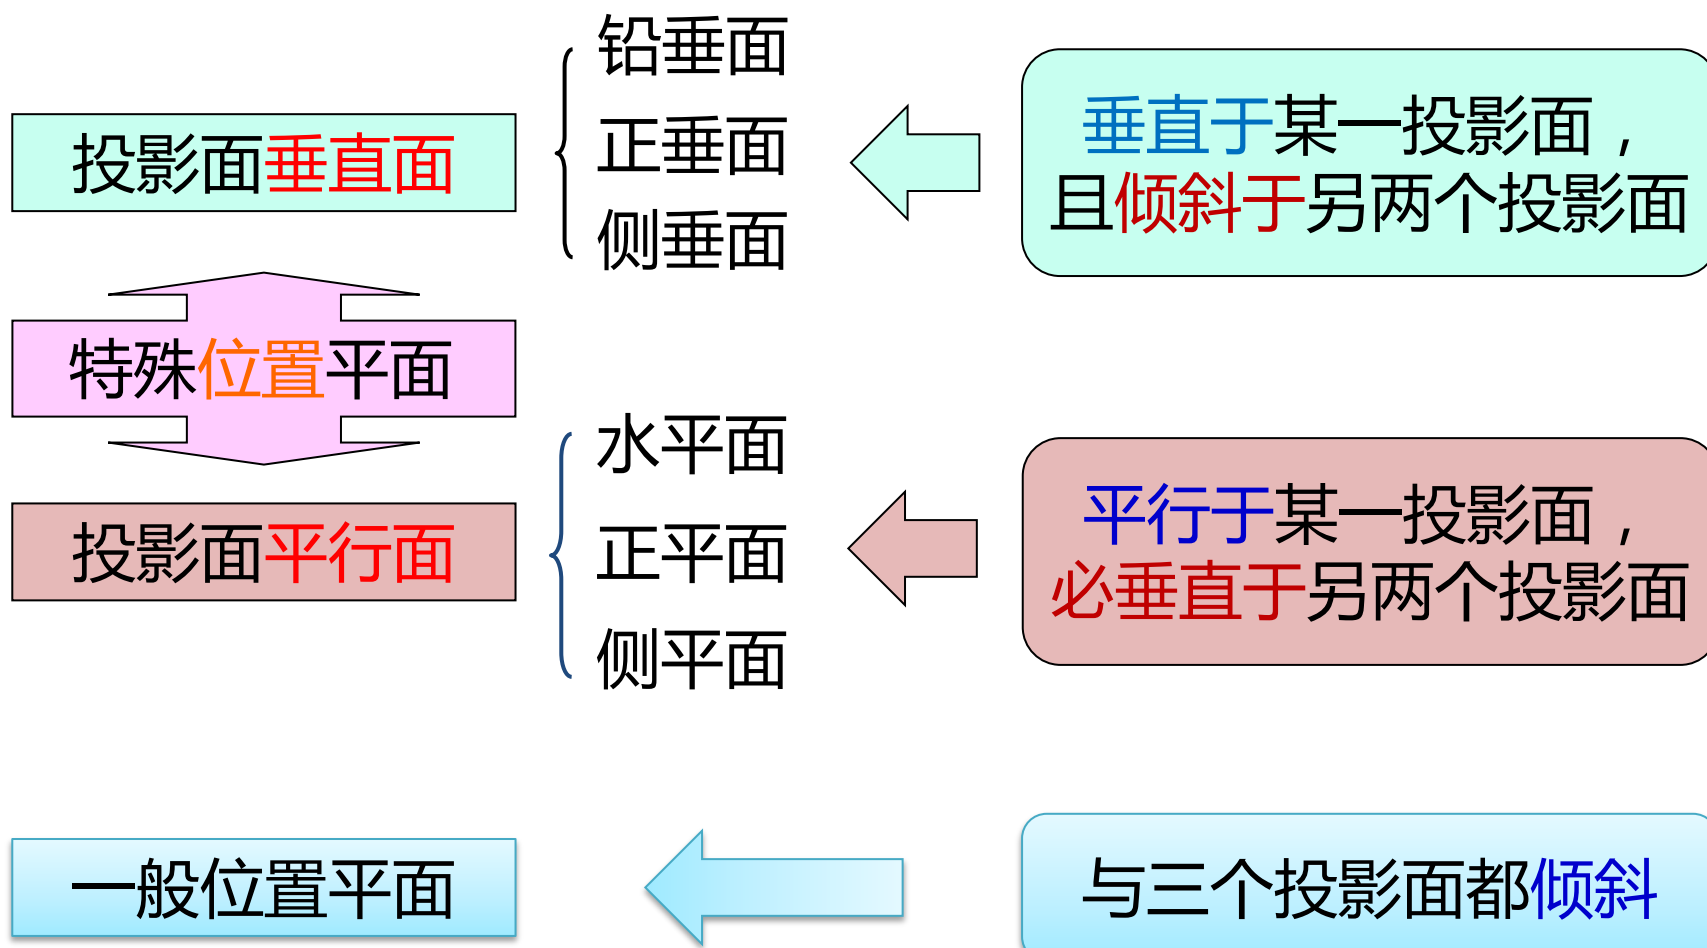 铅垂面
正垂面
侧垂面
投影面垂直面
垂直于某一投影面，
且倾斜于另两个投影面
特殊位置平面
水平面
正平面
侧平面
投影面平行面
平行于某一投影面，
必垂直于另两个投影面
一般位置平面
与三个投影面都倾斜